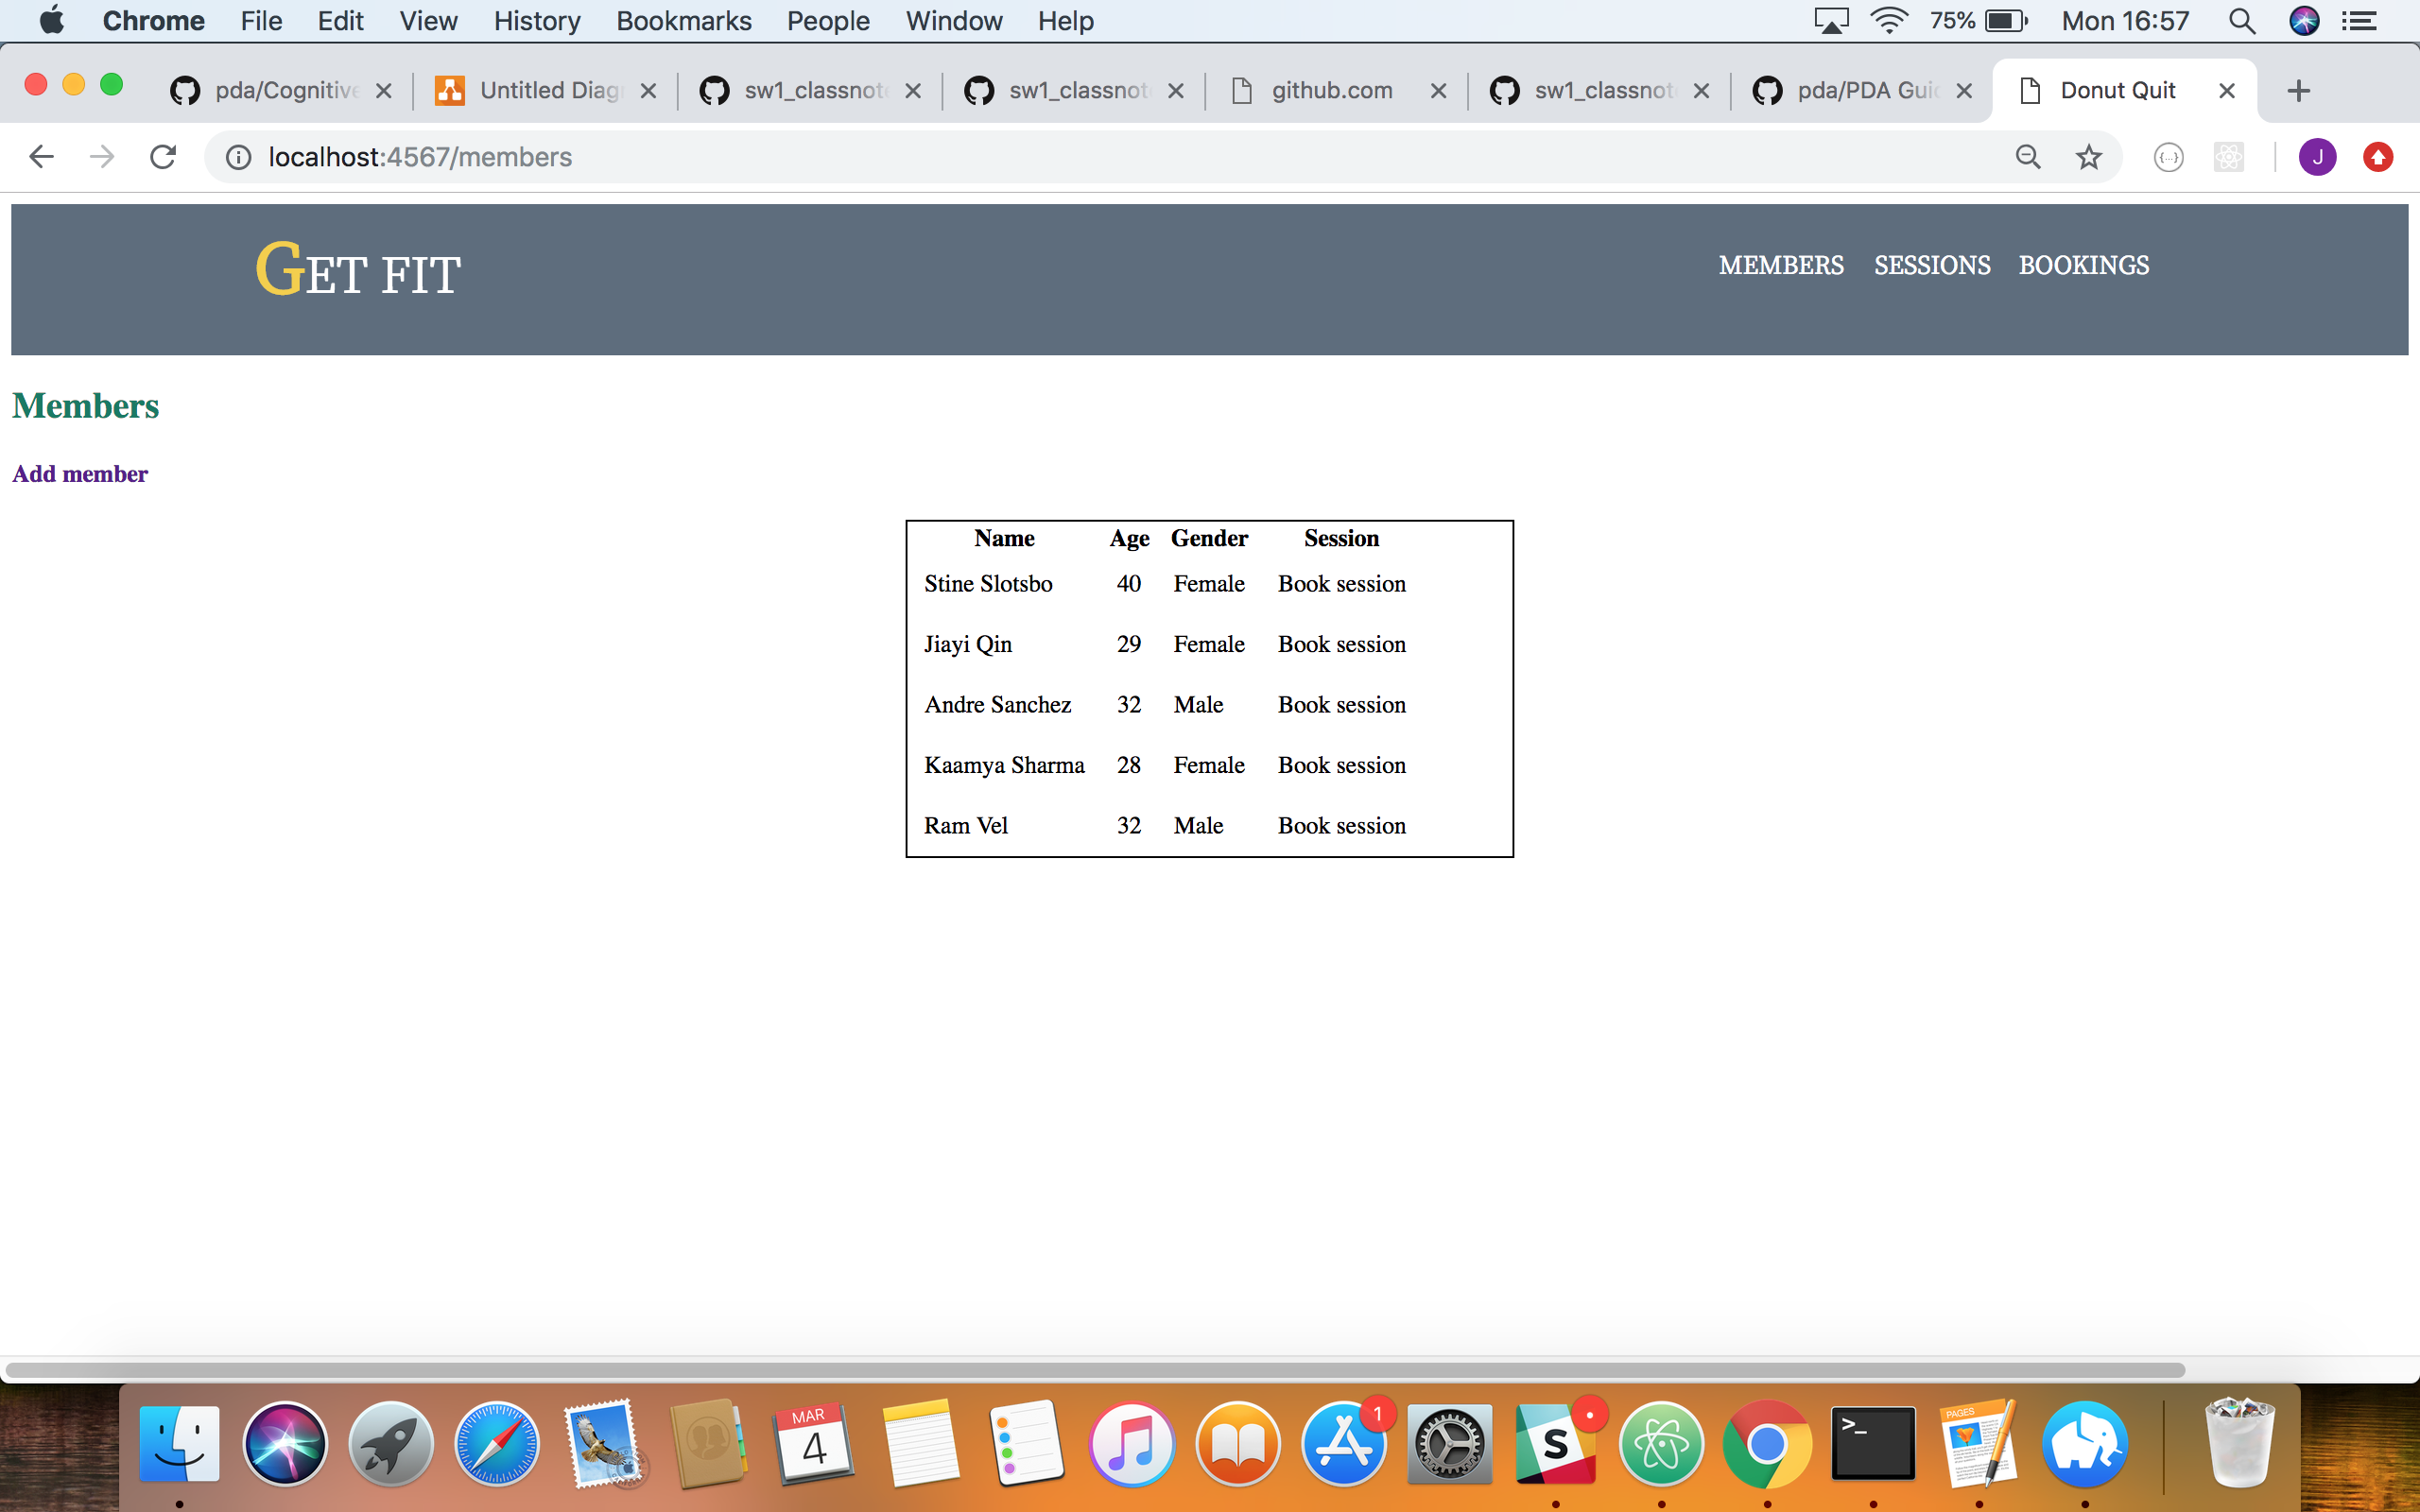 Chrome File Edit View History Bookmarks People Window Help 75% Mon 16:57
pda/Cognitive Untitled Diag sw1_classnot sw1_classnot github.com sw1_classnot pda/PDA Gui Donut Quit
localhost:4567/members J
GET FIT MEMBERS SESSIONS BOOKINGS
Members
Add member
Name Age Gender Session
Stine Slotsbo 40 Female Book session
Jiayi Qin 29 Female Book session
Andre Sanchez 32 Male Book session
Kaamya Sharma 28 Female Book session
Ram Vel 32 Male Book session
MAR 4 1 S >_ PAGES